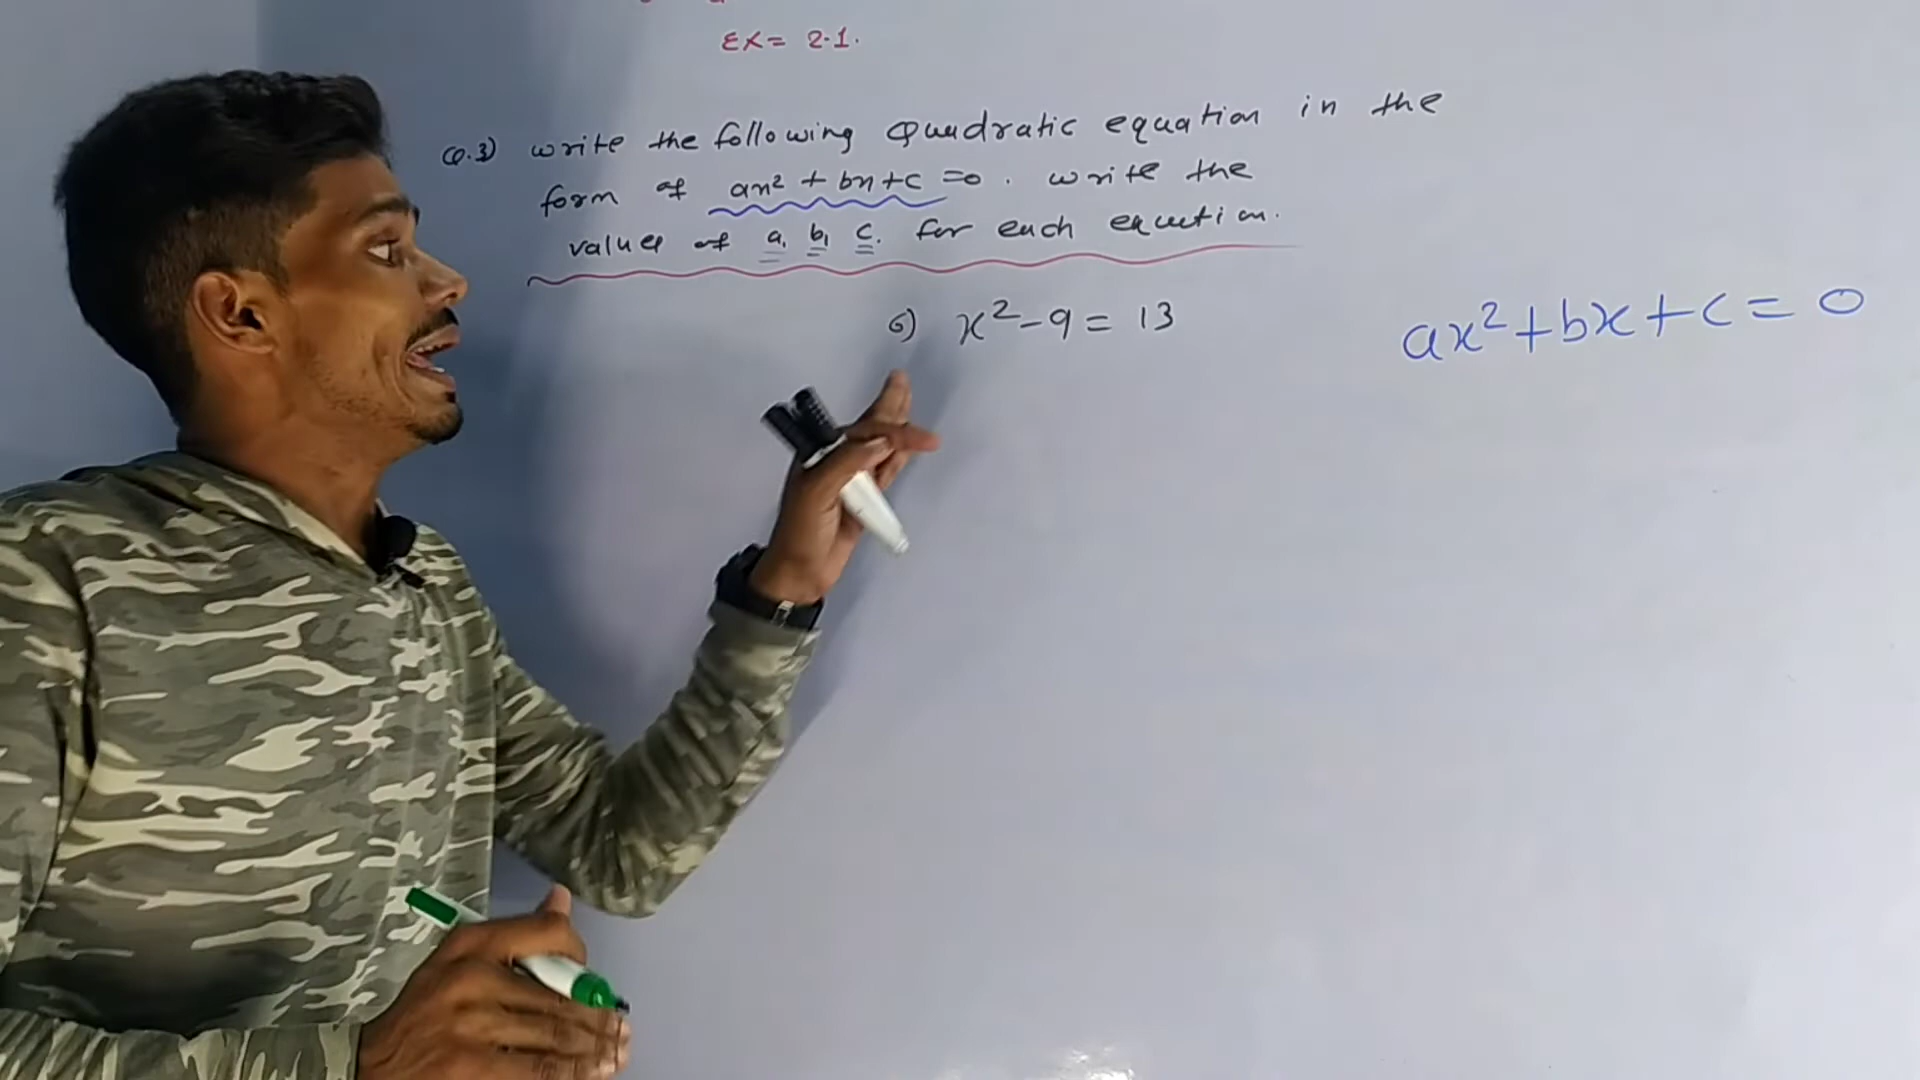 EX= 2.1.
Q.3) write the following Quadratic equation in the
form of ax² + bx+c =0. write the
values of a, b, c. for each equation.
6) x²-9= 13
ax²+bx+c= 0